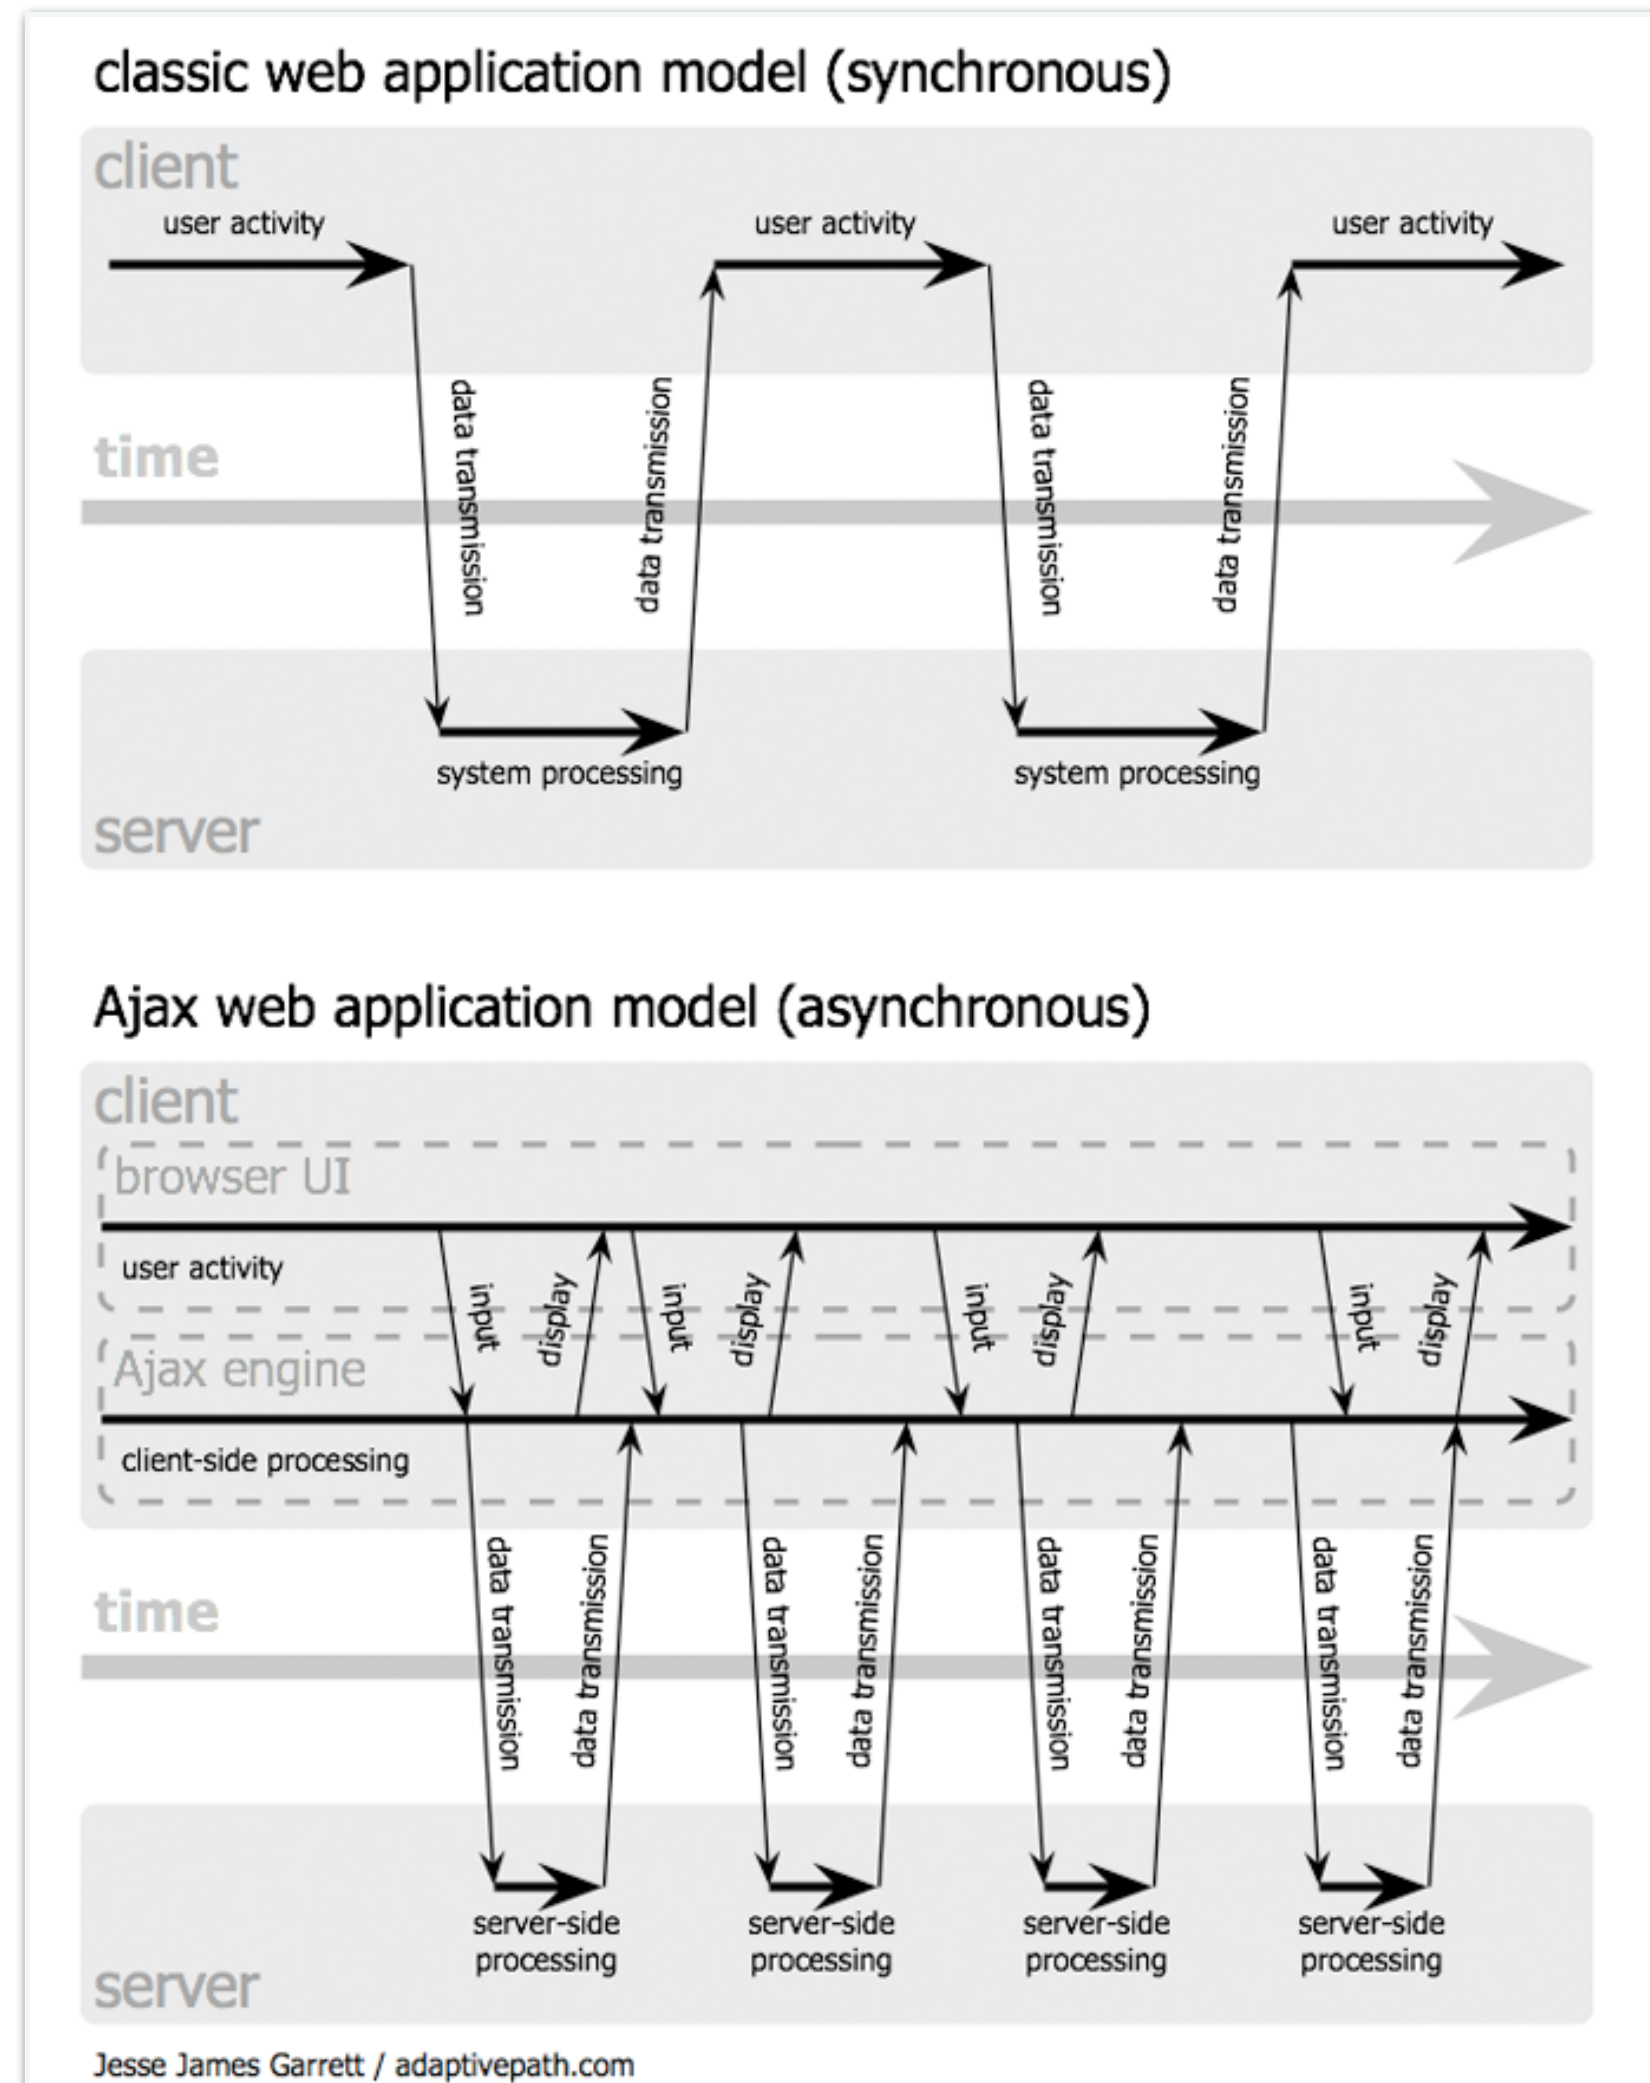 classic web application model (synchronous)
client
user activity
user activity
user activity
data transmission
data transmission
data transmission
data transmission
time
system processing
system processing
server
Ajax web application model (asynchronous)
client
browser UI
user activity
input
display
input
display
input
display
input
display
Ajax engine
client-side processing
data transmission
data transmission
data transmission
data transmission
data transmission
data transmission
data transmission
data transmission
time
server-side
processing
server-side
processing
server-side
processing
server-side
processing
server
Jesse James Garrett / adaptivepath.com